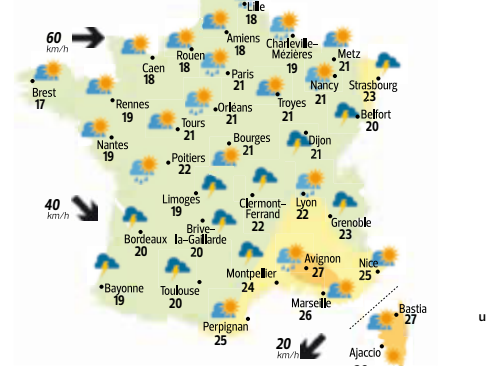 Lille
18
60
km/h
Amiens
18
Charleville-
Mézières
19
Rouen
18
Caen
18
Metz
21
Paris
21
Nancy
21
Strasbourg
23
Brest
17
Rennes
19
Orléans
21
Troyes
21
Belfort
20
Tours
21
Nantes
19
Bourges
21
Dijon
21
Poitiers
22
Limoges
19
Clermont-
Ferrand
22
Lyon
22
40
km/h
Grenoble
23
Bordeaux
20
Brive-
la-Gaillarde
20
Avignon
27
Nice
25
Montpellier
24
Bayonne
19
Toulouse
20
Marseille
26
Perpignan
25
Bastia
27
u
20
km/h
Ajaccio